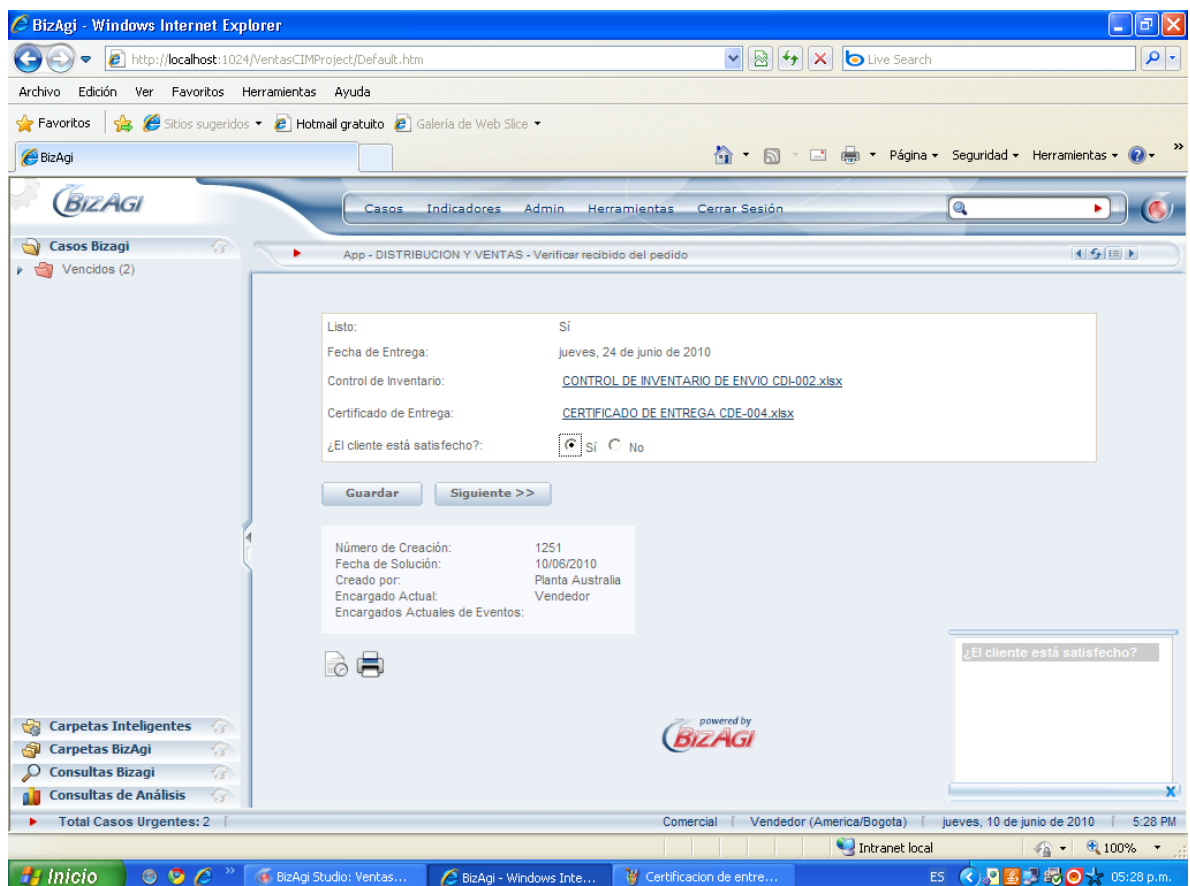 BizAgi - Windows Internet Explorer
http://localhost:1024/VentasCIMProject/Default.htm
Live Search
Archivo Edición Ver Favoritos Herramientas Ayuda
Favoritos Sitios sugeridos Hotmail gratuito Galería de Web Slice
BizAgi Página Seguridad Herramientas
BIZAGI
Casos Indicadores Admin Herramientas Cerrar Sesión
Casos Bizagi
Vencidos (2)
App - DISTRIBUCION Y VENTAS - Verificar recibido del pedido
Listo: Sí
Fecha de Entrega: jueves, 24 de junio de 2010
Control de Inventario: CONTROL DE INVENTARIO DE ENVIO CDI-002.xlsx
Certificado de Entrega: CERTIFICADO DE ENTREGA CDE-004.xlsx
¿El cliente está satisfecho?: Sí No
Guardar Siguiente >>
Número de Creación: 1251
Fecha de Solución: 10/06/2010
Creado por: Planta Australia
Encargado Actual: Vendedor
Encargados Actuales de Eventos:
¿El cliente está satisfecho?
X
powered by
BIZAGI
Carpetas Inteligentes
Carpetas BizAgi
Consultas Bizagi
Consultas de Análisis
Total Casos Urgentes: 2
Comercial Vendedor (America/Bogota) jueves, 10 de junio de 2010 5:28 PM
Intranet local 100%
Inicio BizAgi Studio: Ventas... BizAgi - Windows Inte... Certificacion de entre... ES 05:28 p.m.